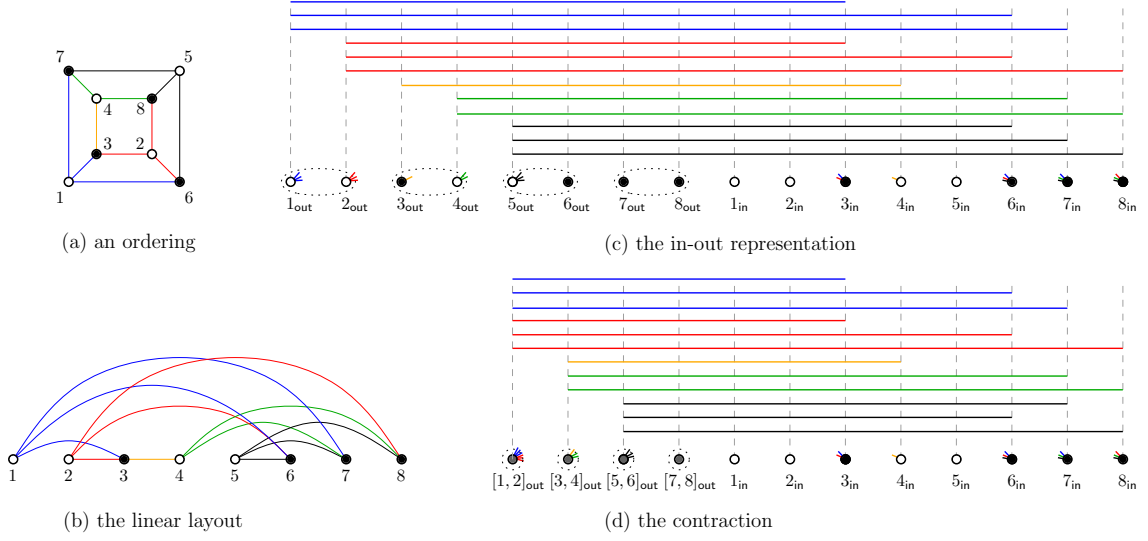 7 5
4 8
3 2
1 6
(a) an ordering
1out 2out 3out 4out 5out 6out 7out 8out 1in 2in 3in 4in 5in 6in 7in 8in
(c) the in-out representation
1 2 3 4 5 6 7 8
(b) the linear layout
[1, 2]out [3, 4]out [5, 6]out [7, 8]out 1in 2in 3in 4in 5in 6in 7in 8in
(d) the contraction